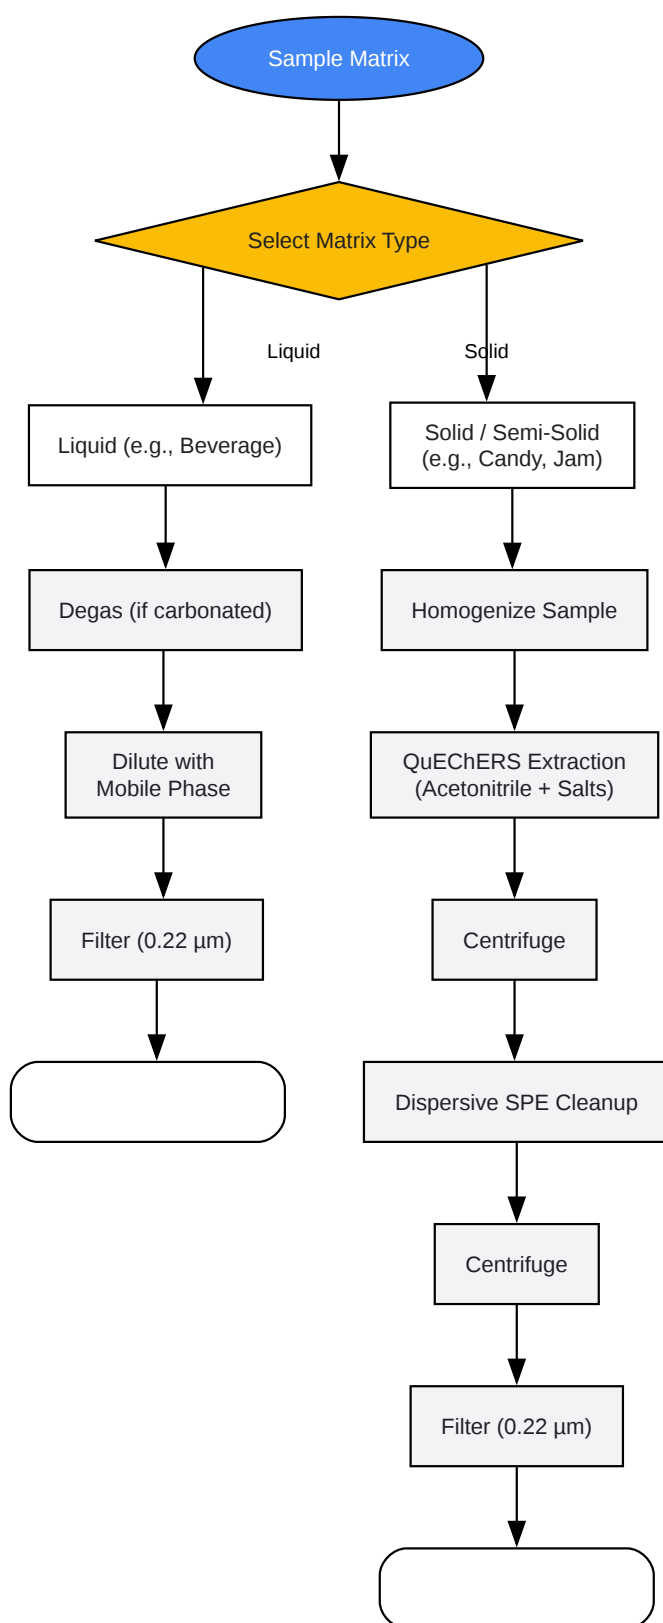 Sample Matrix
Select Matrix Type
Liquid
Solid
Liquid (e.g., Beverage)
Solid / Semi-Solid
(e.g., Candy, Jam)
Degas (if carbonated)
Homogenize Sample
Dilute with
Mobile Phase
QuEChERS Extraction
(Acetonitrile + Salts)
Filter (0.22 µm)
Centrifuge
Dispersive SPE Cleanup
Centrifuge
Filter (0.22 µm)